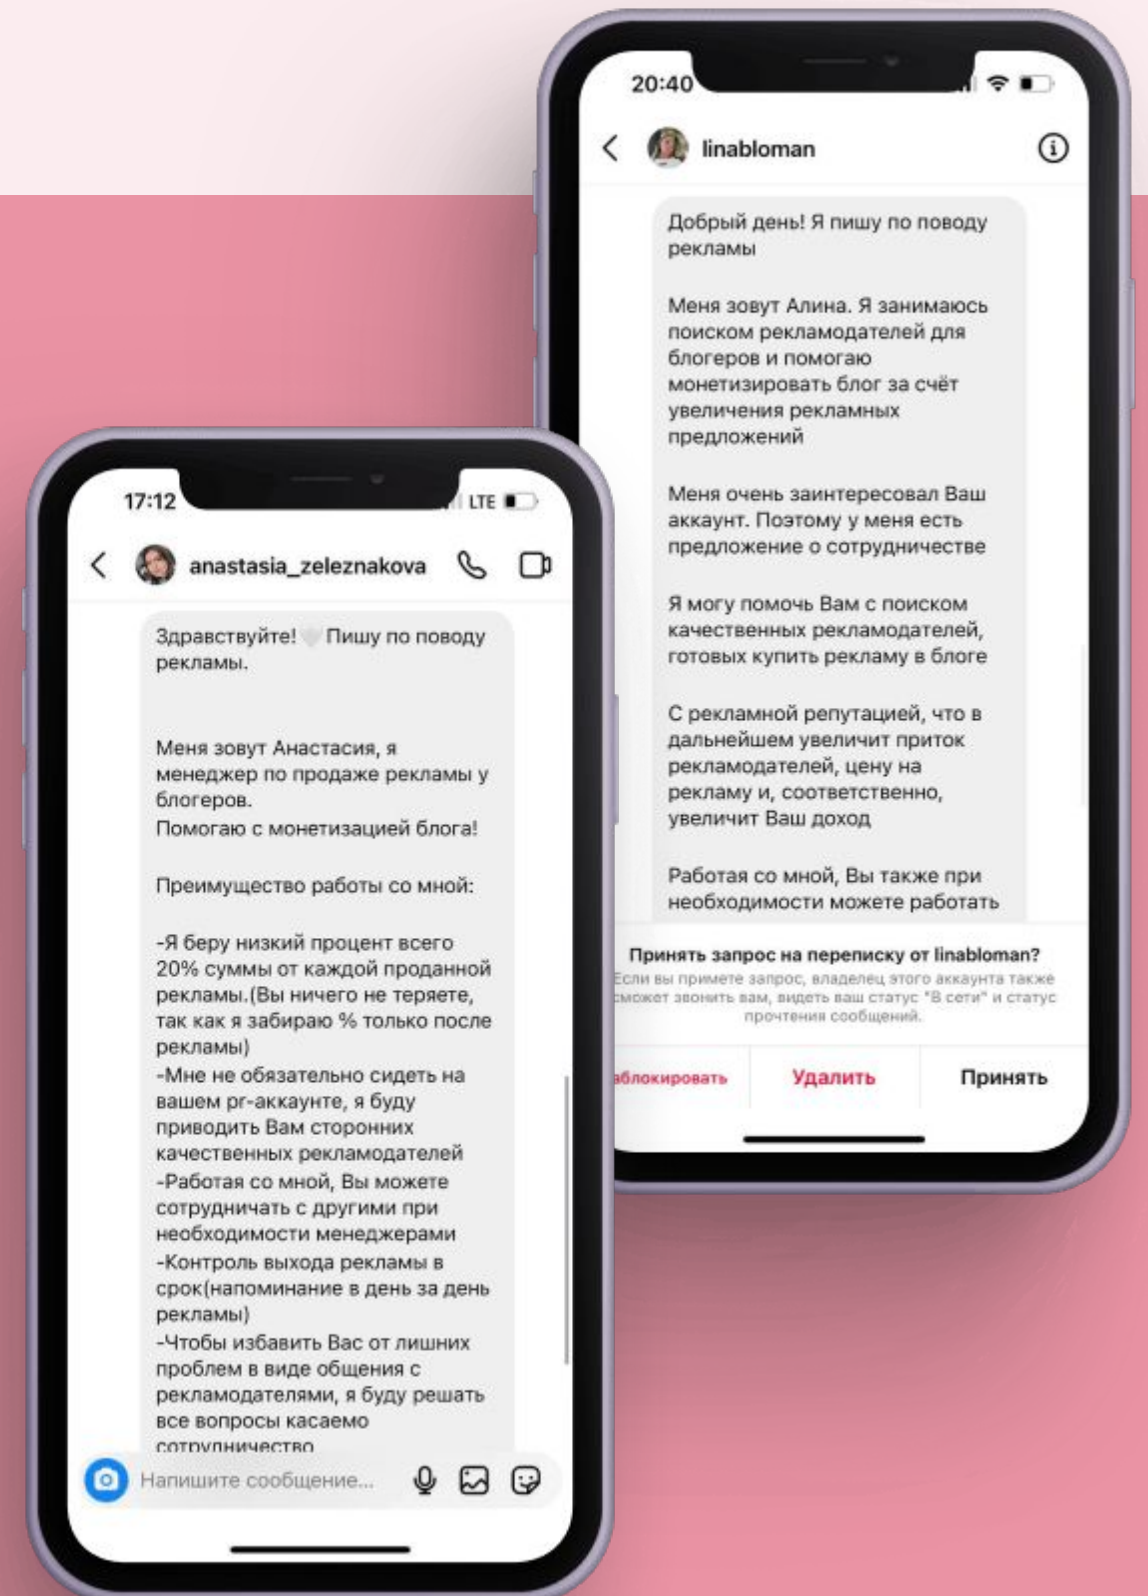 20:40
linabloman
Добрый день! Я пишу по поводу
рекламы
Меня зовут Алина. Я занимаюсь
поиском рекламодателей для
блогеров и помогаю
монетизировать блог за счёт
увеличения рекламных
предложений
Меня очень заинтересовал Ваш
аккаунт. Поэтому у меня есть
предложение о сотрудничестве
Я могу помочь Вам с поиском
качественных рекламодателей,
готовых купить рекламу в блоге
С рекламной репутацией, что в
дальнейшем увеличит приток
рекламодателей, цену на
рекламу и, соответственно,
увеличит Ваш доход
Работая со мной, Вы также при
необходимости можете работать
Принять запрос на переписку от linabloman?
Если вы примете запрос, владелец этого аккаунта также
сможет звонить вам, видеть ваш статус "В сети" и статус
прочтения сообщений.
аблокировать Удалить Принять
17:12 LTE
anastasia_zeleznakova
Здравствуйте! 🤍 Пишу по поводу
рекламы.
Меня зовут Анастасия, я
менеджер по продаже рекламы у
блогеров.
Помогаю с монетизацией блога!
Преимущество работы со мной:
-Я беру низкий процент всего
20% суммы от каждой проданной
рекламы.(Вы ничего не теряете,
так как я забираю % только после
рекламы)
-Мне не обязательно сидеть на
вашем pr-аккаунте, я буду
приводить Вам сторонних
качественных рекламодателей
-Работая со мной, Вы можете
сотрудничать с другими при
необходимости менеджерами
-Контроль выхода рекламы в
срок(напоминание в день за день
рекламы)
-Чтобы избавить Вас от лишних
проблем в виде общения с
рекламодателями, я буду решать
все вопросы касаемо
сотрудничество
Напишите сообщение...